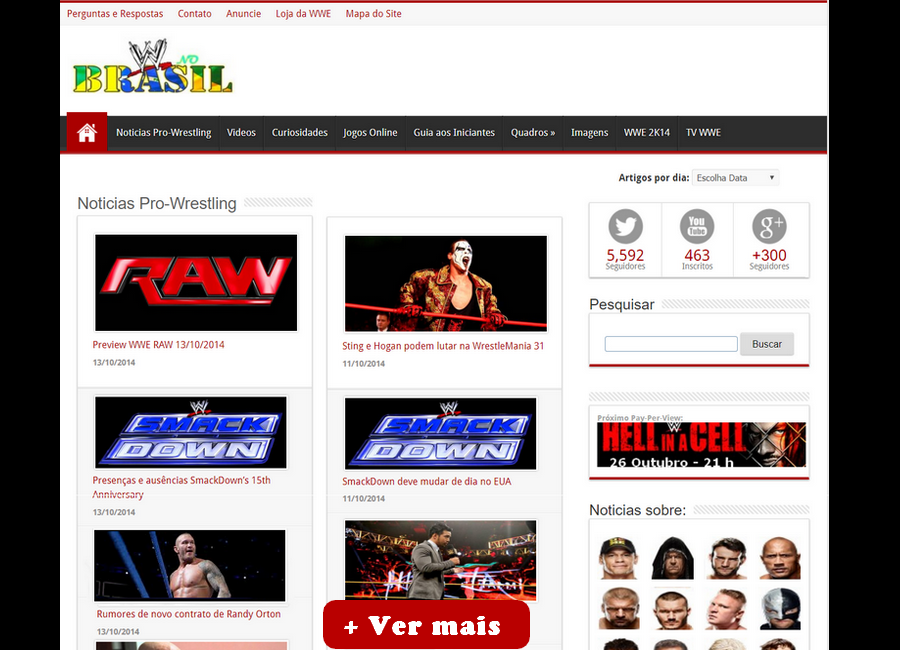 Perguntas e Respostas Contato Anuncie Loja da WWE Mapa do Site
W NO
BRASIL
Noticias Pro-Wrestling Videos Curiosidades Jogos Online Guia aos Iniciantes Quadros » Imagens WWE 2K14 TV WWE
Artigos por dia: Escolha Data
Noticias Pro-Wrestling
RAW
Preview WWE RAW 13/10/2014
13/10/2014
Sting e Hogan podem lutar na WrestleMania 31
11/10/2014
SMACK
DOWN
Presenças e ausências SmackDown's 15th
Anniversary
13/10/2014
SMACK
DOWN
SmackDown deve mudar de dia no EUA
11/10/2014
Rumores de novo contrato de Randy Orton
13/10/2014
+ Ver mais
You
Tube
g+
5,592 463 +300
Seguidores Inscritos Seguidores
Pesquisar
Buscar
Próximo Pay-Per-View:
HELL IN A CELL
26 Outubro - 21 h
Noticias sobre: